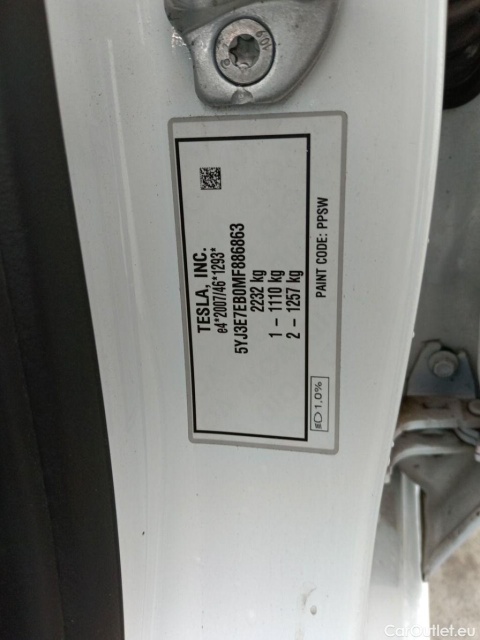 TESLA, INC.
e4*2007/46*1293*
5YJ3E7EB0MF886863
2232 kg
1 - 1110 kg
2 - 1257 kg
PAINT CODE: PPSW
1,0%
CarOutlet.eu